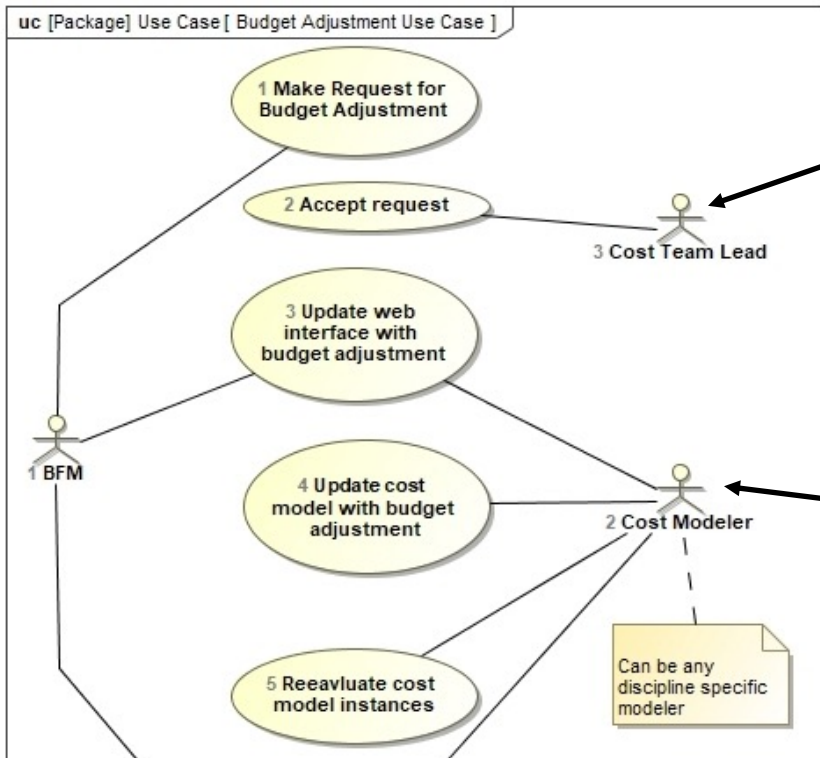 uc [Package] Use Case [ Budget Adjustment Use Case ]
1 Make Request for
Budget Adjustment
2 Accept request
3 Cost Team Lead
3 Update web
interface with
budget adjustment
1 BFM
4 Update cost
model with budget
adjustment
2 Cost Modeler
5 Reeavluate cost
model instances
Can be any
discipline specific
modeler